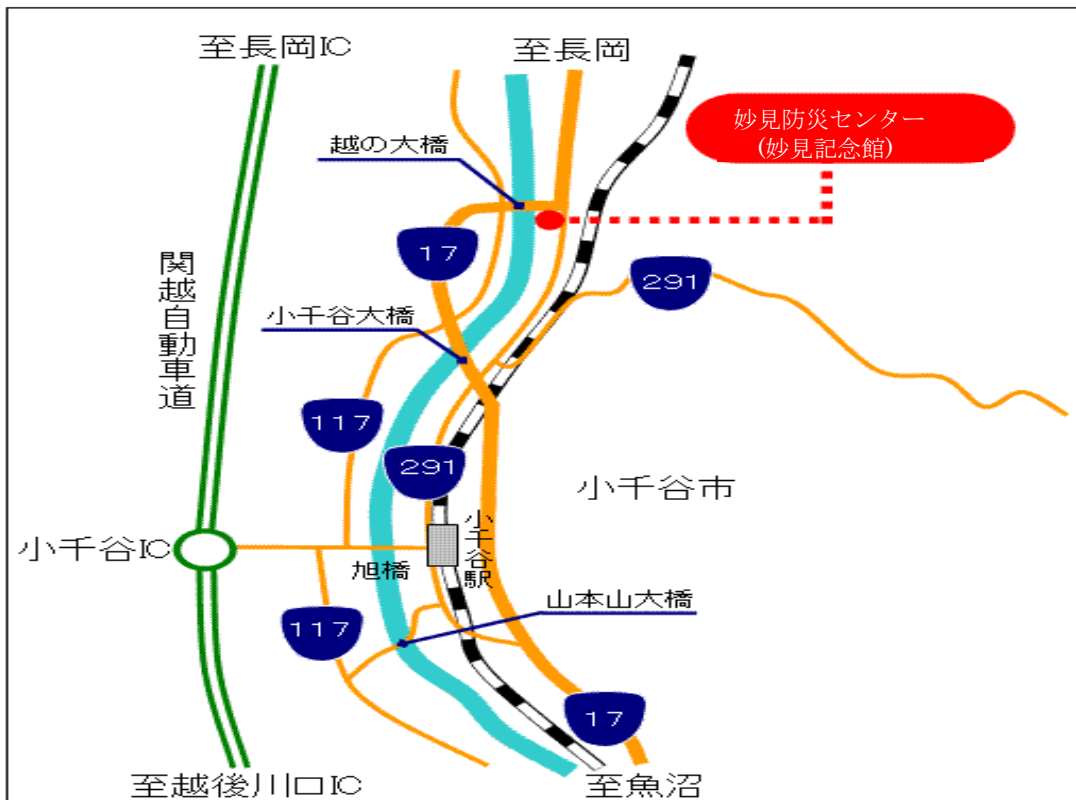 至長岡IC
至長岡
妙見防災センター
(妙見記念館)
越の大橋
17
291
関越自動車道
小千谷大橋
117
291
小千谷市
小千谷駅
小千谷IC
旭橋
山本山大橋
117
17
至越後川口IC
至魚沼